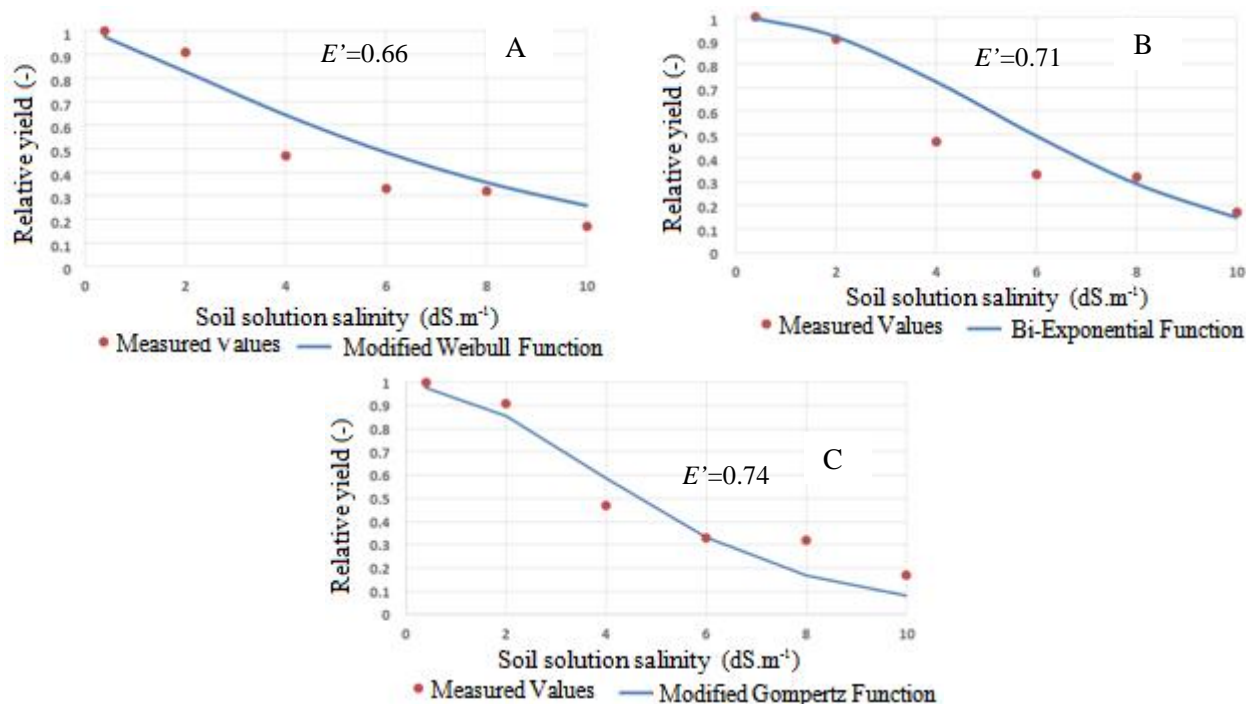 A
E'=0.66
Relative yield (-)
1
0.9
0.8
0.7
0.6
0.5
0.4
0.3
0.2
0.1
0
0 2 4 6 8 10
Soil solution salinity (dS.m⁻¹)
Measured Values Modified Weibull Function
B
E'=0.71
Relative yield (-)
1
0.9
0.8
0.7
0.6
0.5
0.4
0.3
0.2
0.1
0
0 2 4 6 8 10
Soil solution salinity (dS.m⁻¹)
Measured Values Bi-Exponential Function
C
E'=0.74
Relative yield (-)
1
0.9
0.8
0.7
0.6
0.5
0.4
0.3
0.2
0.1
0
0 2 4 6 8 10
Soil solution salinity (dS.m⁻¹)
Measured Values Modified Gompertz Function